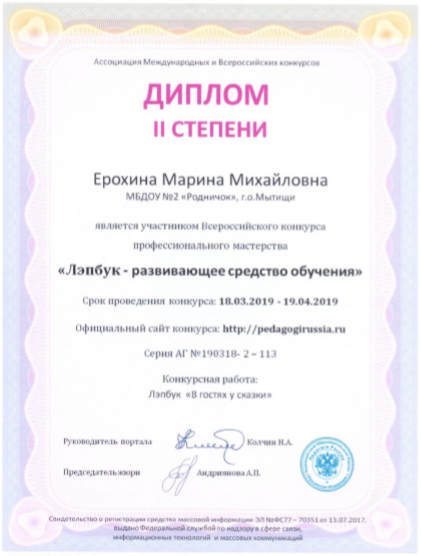 Ассоциация Международных и Всероссийских конкурсов
ДИПЛОМ
II СТЕПЕНИ
Ерохина Марина Михайловна
МБДОУ №2 «Родничок», г.о.Мытищи
является участником Всероссийского конкурса
профессионального мастерства
«Лэпбук - развивающее средство обучения»
Срок проведения конкурса: 18.03.2019 - 19.04.2019
Официальный сайт конкурса: http://pedagogirussia.ru
Серия АГ №190318- 2 – 113
Конкурсная работа:
Лэпбук «В гостях у сказки»
Руководитель портала Колчин Н.А.
Председатель жюри Андриянова А.П.
Свидетельство о регистрации средства массовой информации ЭЛ №ФС77 – 70351 от 13.07.2017,
выдано Федеральной службой по надзору в сфере связи,
информационных технологий и массовых коммуникаций